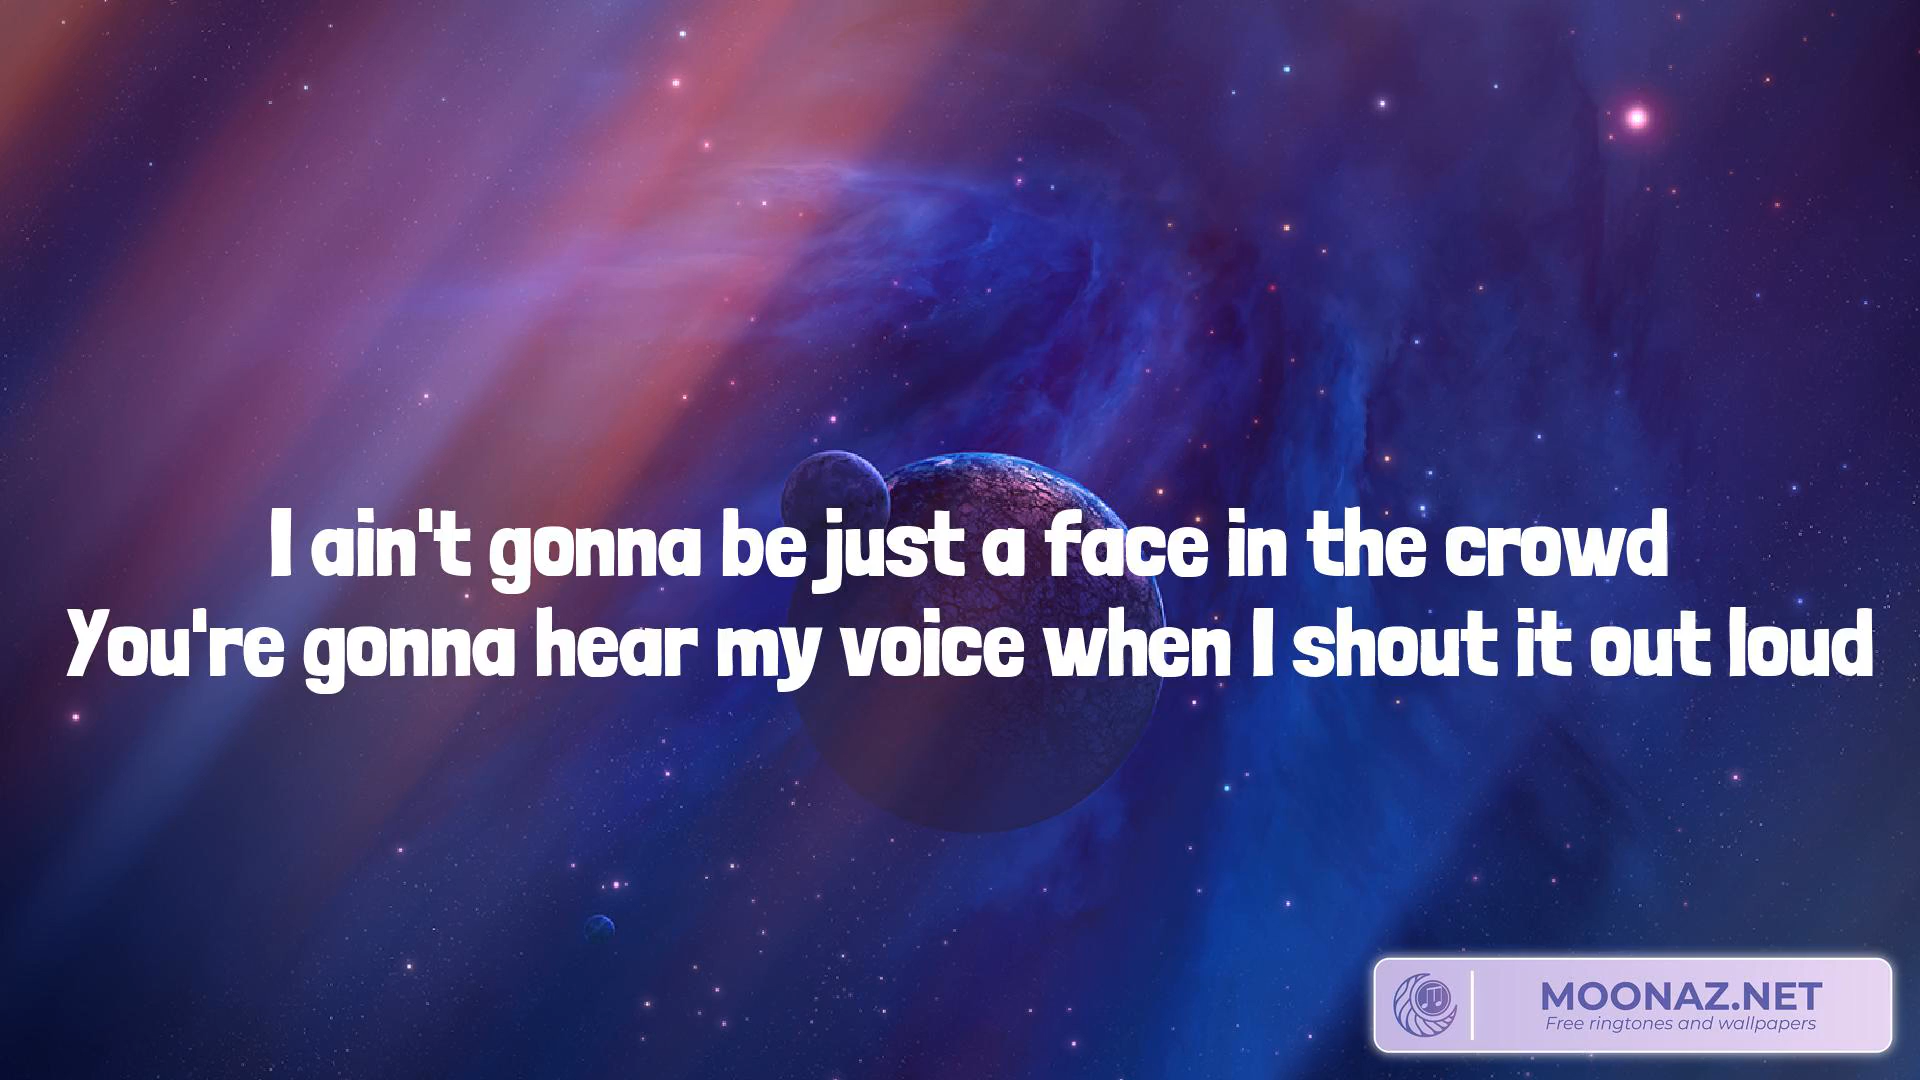 I ain't gonna be just a face in the crowd
You're gonna hear my voice when I shout it out loud
MOONAZ.NET
Free ringtones and wallpapers